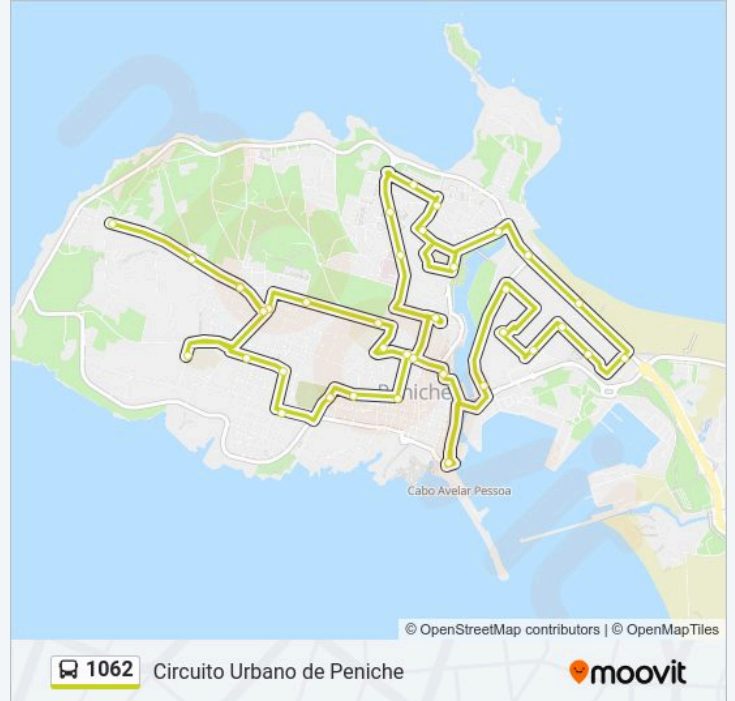 Peniche
Cabo Avelar Pessoa
© OpenStreetMap contributors | © OpenMapTiles
1062 Circuito Urbano de Peniche
moovit